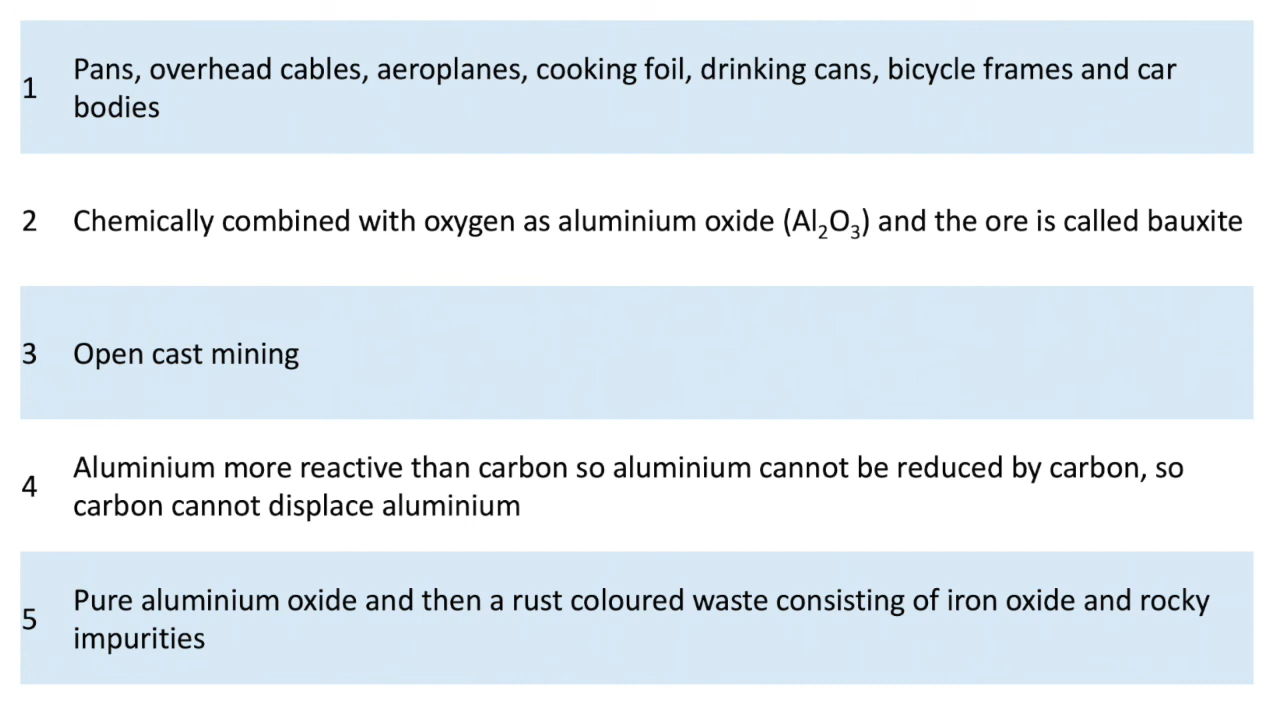 1 Pans, overhead cables, aeroplanes, cooking foil, drinking cans, bicycle frames and car
bodies
2 Chemically combined with oxygen as aluminium oxide (Al₂O₃) and the ore is called bauxite
3 Open cast mining
4 Aluminium more reactive than carbon so aluminium cannot be reduced by carbon, so
carbon cannot displace aluminium
5 Pure aluminium oxide and then a rust coloured waste consisting of iron oxide and rocky
impurities